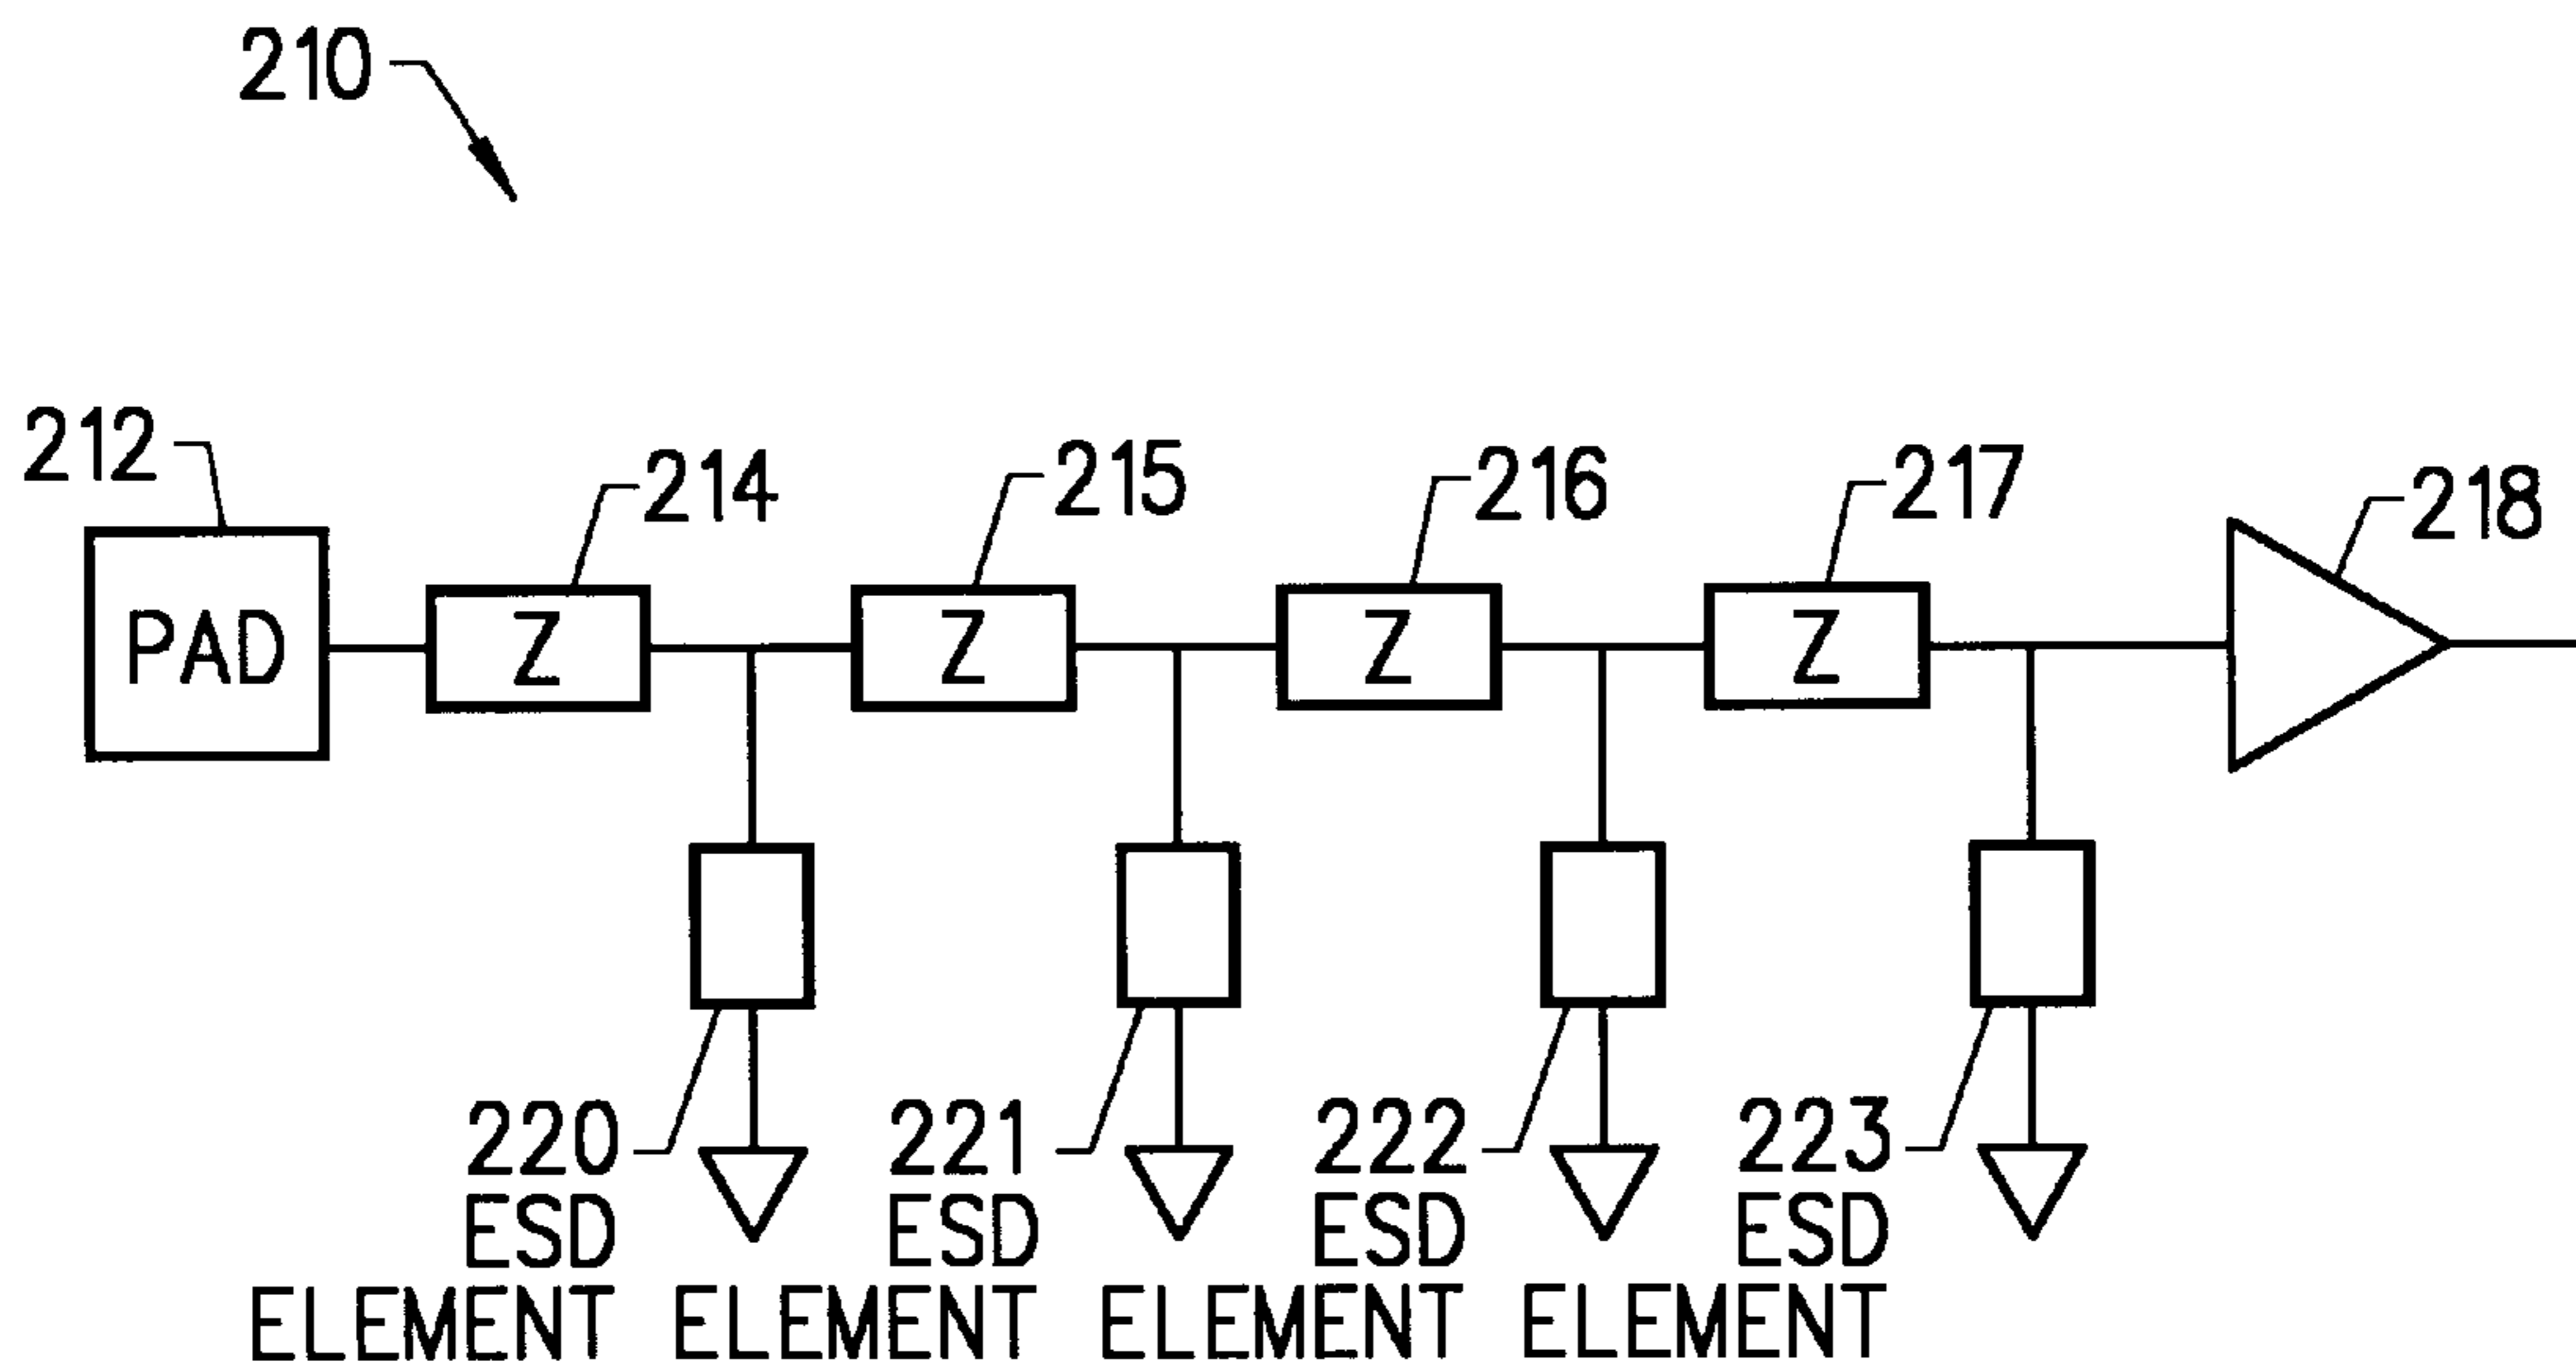 210
212
214
215
216
217
218
PAD
Z
Z
Z
Z
220
ESD
ELEMENT
221
ESD
ELEMENT
222
ESD
ELEMENT
223
ESD
ELEMENT